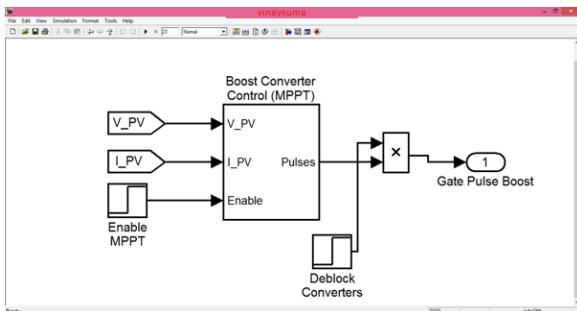 vinaykuma
File Edit View Simulation Format Tools Help
Normal
Boost Converter
Control (MPPT)
V_PV
V_PV
I_PV
I_PV
Pulses
Enable
Enable
MPPT
×
1
Gate Pulse Boost
Deblock
Converters